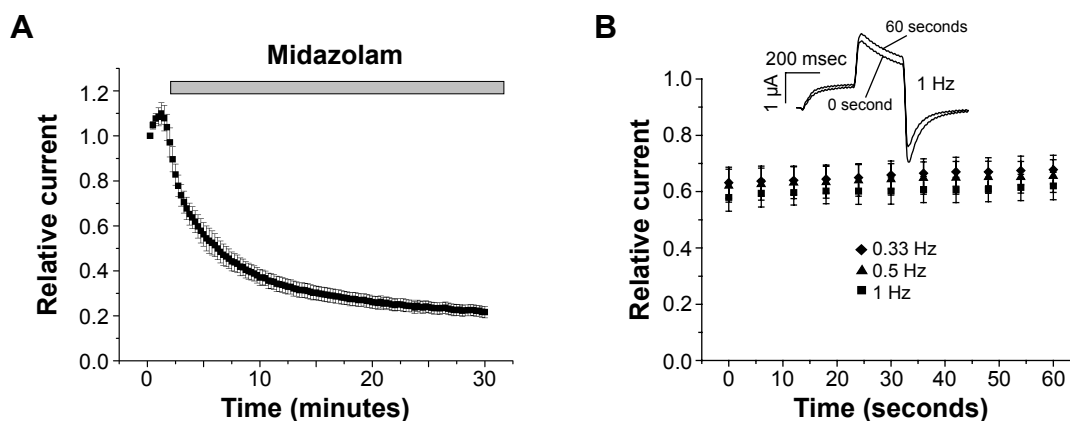 A
Midazolam
1.2
1.0
0.8
0.6
0.4
0.2
0.0
Relative current
0
10
20
30
Time (minutes)
B
60 seconds
200 msec
1 µA
0 second
1 Hz
1.0
0.8
0.6
0.4
0.2
0.0
Relative current
0.33 Hz
0.5 Hz
1 Hz
0
10
20
30
40
50
60
Time (seconds)